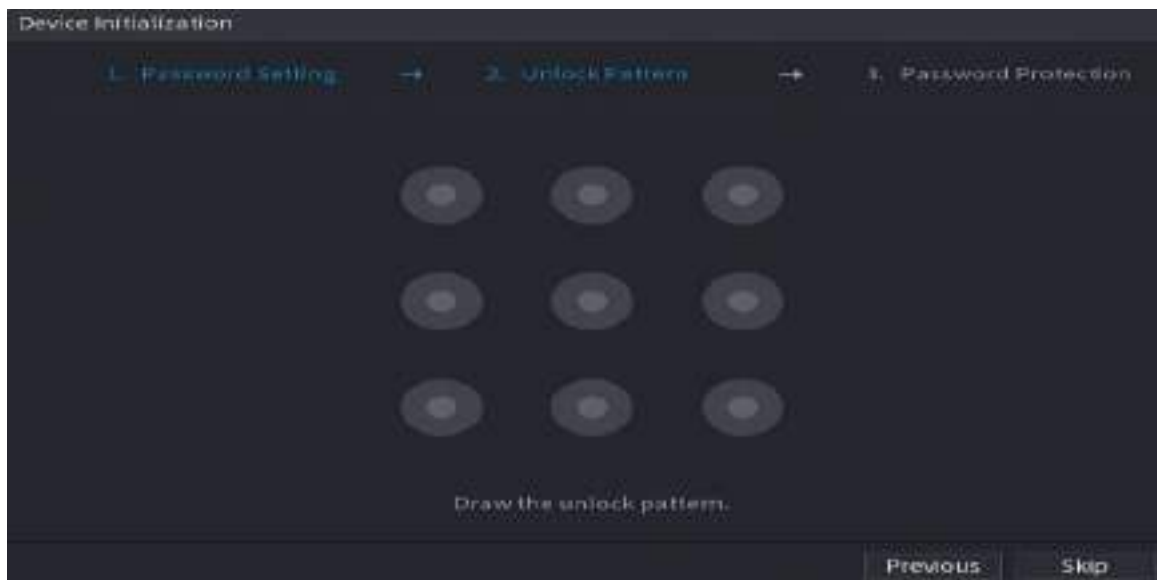 Device Initialization
1. Password Setting → 2. Unlock Pattern → 3. Password Protection
Draw the unlock pattern.
Previous Skip